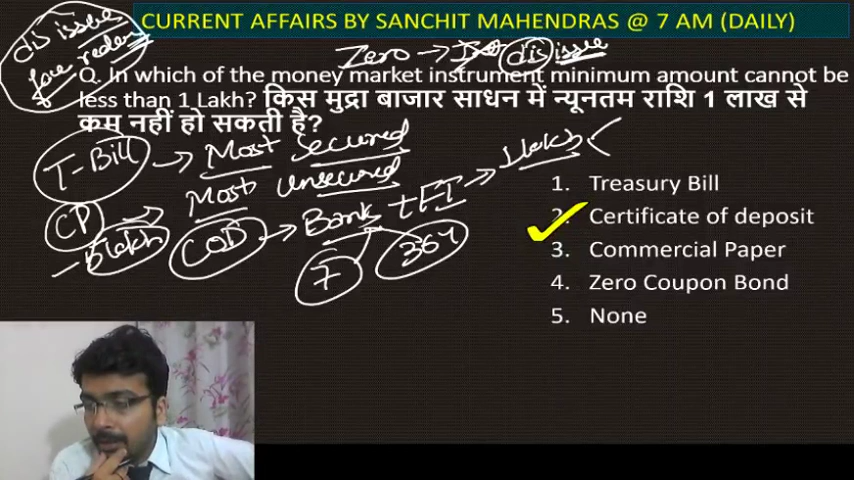 CURRENT AFFAIRS BY SANCHIT MAHENDRAS @ 7 AM (DAILY)
dis issue
face redem
Zero → dis issue
Q. In which of the money market instrument minimum amount cannot be
less than 1 Lakh? किस मुद्रा बाजार साधन में न्यूनतम राशि 1 लाख से
कम नहीं हो सकती है?
T-Bill → Most Secured
CP → Most Unsecured
5 lakh
COD → Bank + FI → 1 lakh <
7 364
1. Treasury Bill
2. Certificate of deposit
3. Commercial Paper
4. Zero Coupon Bond
5. None